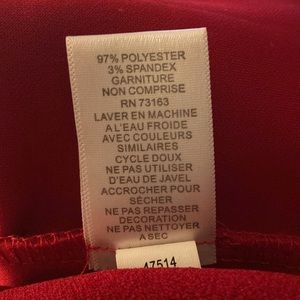 97% POLYESTER
3% SPANDEX
GARNITURE
NON COMPRISE
RN 73163
LAVER EN MACHINE
A L'EAU FROIDE
AVEC COULEURS
SIMILAIRES
CYCLE DOUX
NE PAS UTILISER
D'EAU DE JAVEL
ACCROCHER POUR
SÈCHER
NE PAS REPASSER
DECORATION
NE PAS NETTOYER
A SEC
47514